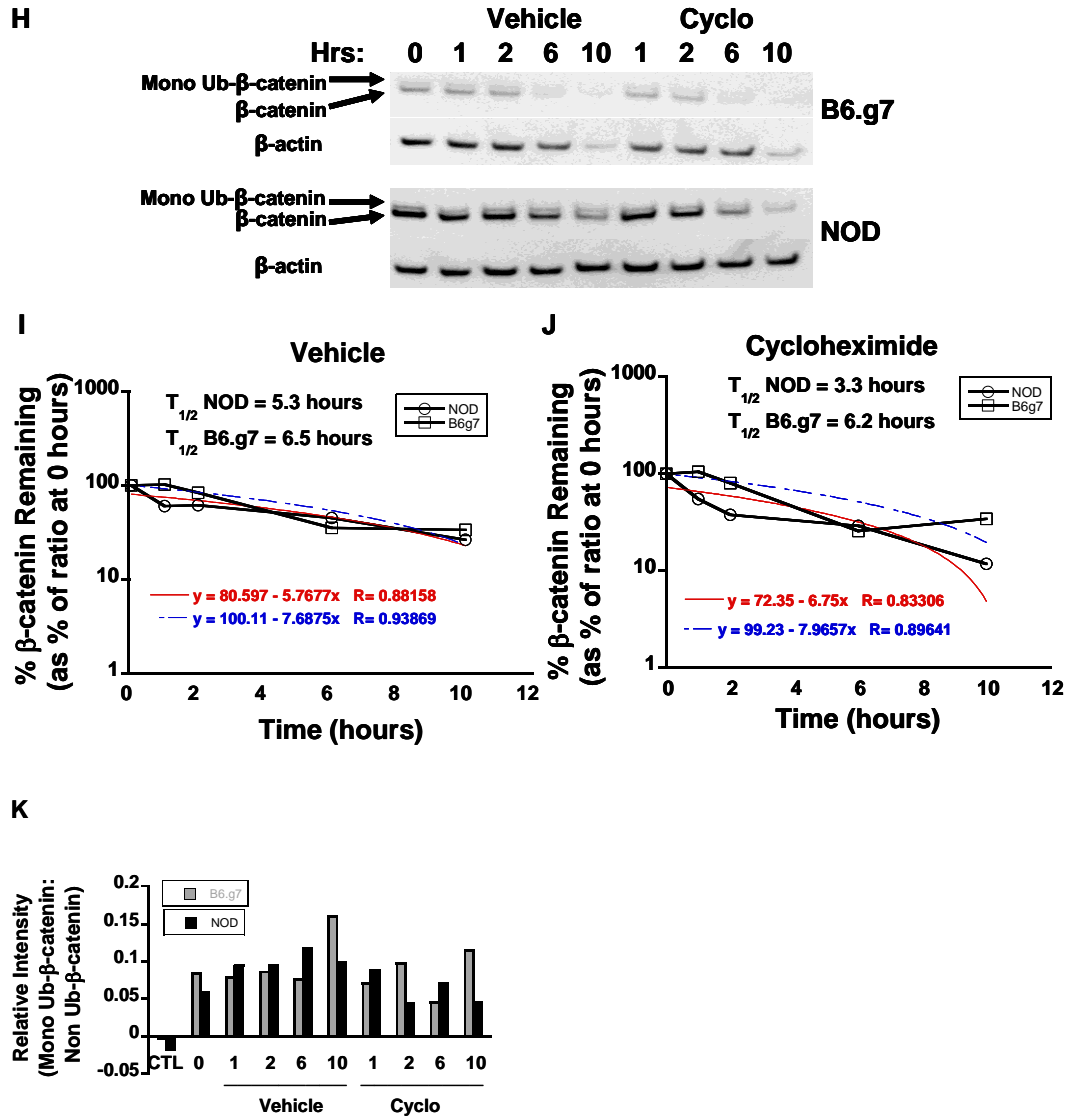 H
Vehicle Cyclo
Hrs: 0 1 2 6 10 1 2 6 10
Mono Ub-β-catenin
β-catenin
B6.g7
β-actin
Mono Ub-β-catenin
β-catenin
NOD
β-actin
I
Vehicle
% β-catenin Remaining
(as % of ratio at 0 hours)
1000
100
10
1
T1/2 NOD = 5.3 hours
T1/2 B6.g7 = 6.5 hours
NOD
B6g7
y = 80.597 - 5.7677x R= 0.88158
y = 100.11 - 7.6875x R= 0.93869
0 2 4 6 8 10 12
Time (hours)
J
Cycloheximide
% β-catenin Remaining
(as % of ratio at 0 hours)
1000
100
10
1
T1/2 NOD = 3.3 hours
T1/2 B6.g7 = 6.2 hours
NOD
B6g7
y = 72.35 - 6.75x R= 0.83306
y = 99.23 - 7.9657x R= 0.89641
0 2 4 6 8 10 12
Time (hours)
K
Relative Intensity
(Mono Ub-β-catenin:
Non Ub-β-catenin)
0.2
0.15
0.1
0.05
0
-0.05
B6.g7
NOD
CTL 0 1 2 6 10 1 2 6 10
Vehicle Cyclo